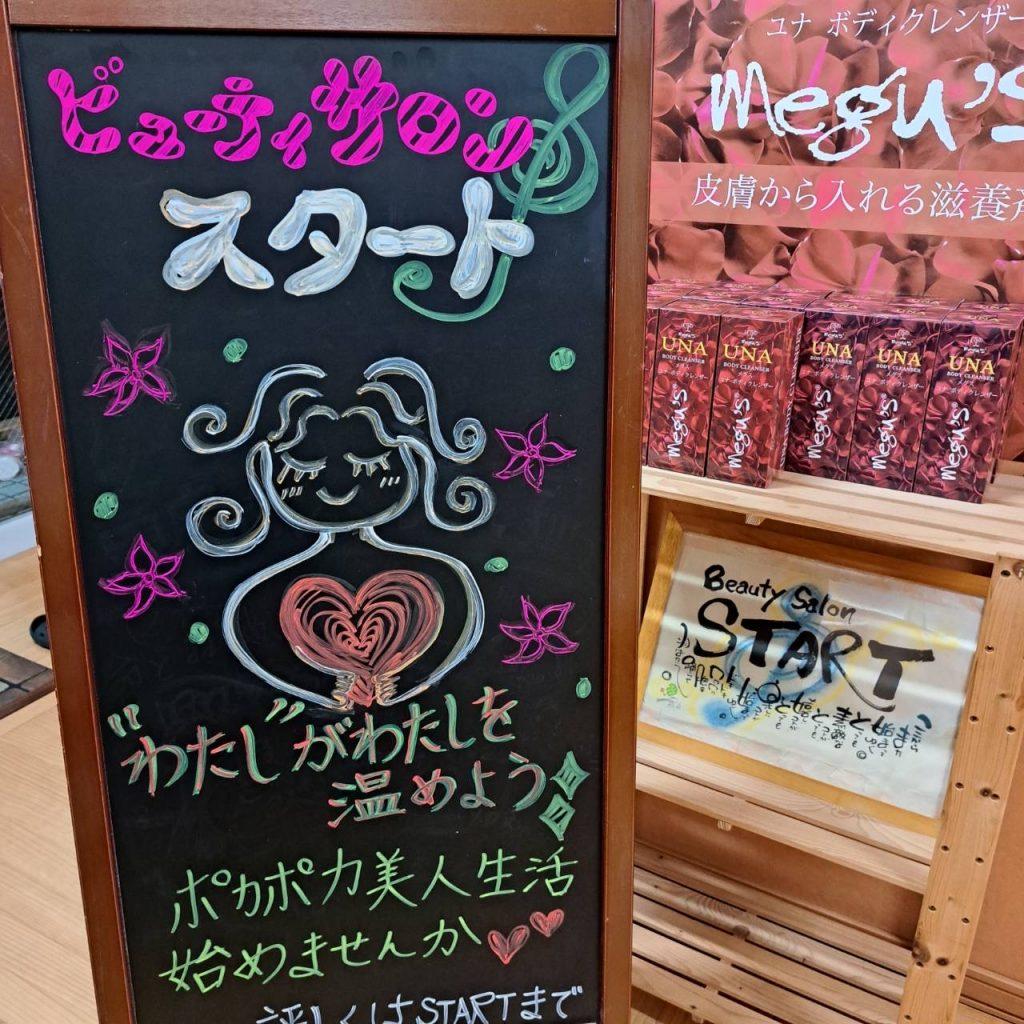 ビューティサロン
スタート
"わたし"がわたしを
温めよう
ポカポカ美人生活
始めませんか
詳しくはSTARTまで
ユナ ボディクレンザー
megu's
皮膚から入れる滋養
UNA
BODY CLEANSER
megu's
UNA
BODY CLEANSER
megu's
UNA
BODY CLEANSER
megu's
UNA
BODY CLEANSER
megu's
UNA
BODY CLEANSER
megu's
Beauty Salon
START